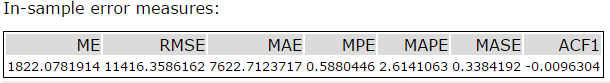 In-sample error measures:
ME RMSE MAE MPE MAPE MASE ACF1
1822.0781914 11416.3586162 7622.7123717 0.5880446 2.6141063 0.3384192 -0.0096304